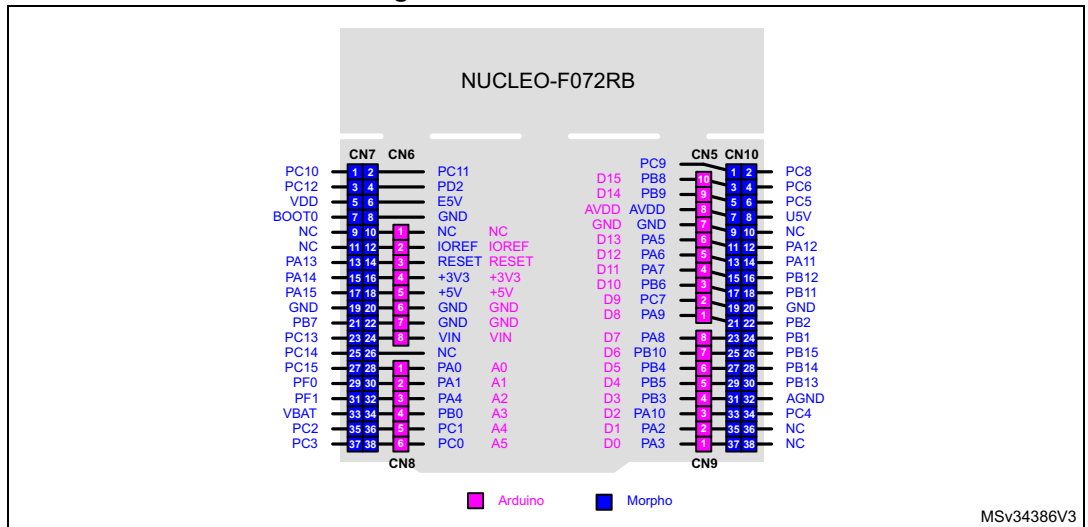 NUCLEO-F072RB
CN7 CN6 CN5 CN10
PC9
PC10 1 2 PC11 1 2 PC8
PC12 3 4 PD2 D15 PB8 10 3 4 PC6
VDD 5 6 E5V D14 PB9 9 5 6 PC5
BOOT0 7 8 GND AVDD AVDD 8 7 8 U5V
NC 9 10 1 NC NC GND GND 7 9 10 NC
NC 11 12 2 IOREF IOREF D13 PA5 6 11 12 PA12
PA13 13 14 3 RESET RESET D12 PA6 5 13 14 PA11
PA14 15 16 4 +3V3 +3V3 D11 PA7 4 15 16 PB12
PA15 17 18 5 +5V +5V D10 PB6 3 17 18 PB11
GND 19 20 6 GND GND D9 PC7 2 19 20 GND
PB7 21 22 7 GND GND D8 PA9 1 21 22 PB2
PC13 23 24 8 VIN VIN D7 PA8 8 23 24 PB1
PC14 25 26 NC D6 PB10 7 25 26 PB15
PC15 27 28 1 PA0 A0 D5 PB4 6 27 28 PB14
PF0 29 30 2 PA1 A1 D4 PB5 5 29 30 PB13
PF1 31 32 3 PA4 A2 D3 PB3 4 31 32 AGND
VBAT 33 34 4 PB0 A3 D2 PA10 3 33 34 PC4
PC2 35 36 5 PC1 A4 D1 PA2 2 35 36 NC
PC3 37 38 6 PC0 A5 D0 PA3 1 37 38 NC
CN8 CN9
Arduino Morpho
MSv34386V3